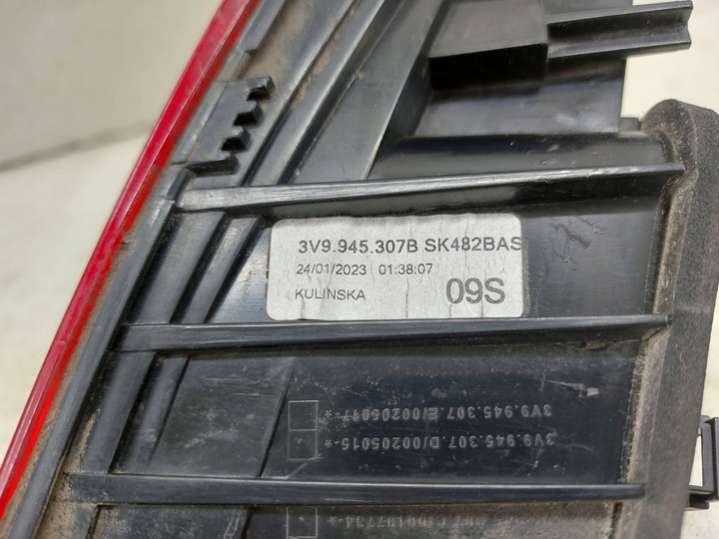 3V9.945.307B SK482BAS
24/01/2023 01:38:07
KULINSKA 09S
3V9.945.307.E/00205017-*
3V9.945.307.D/00205015-*